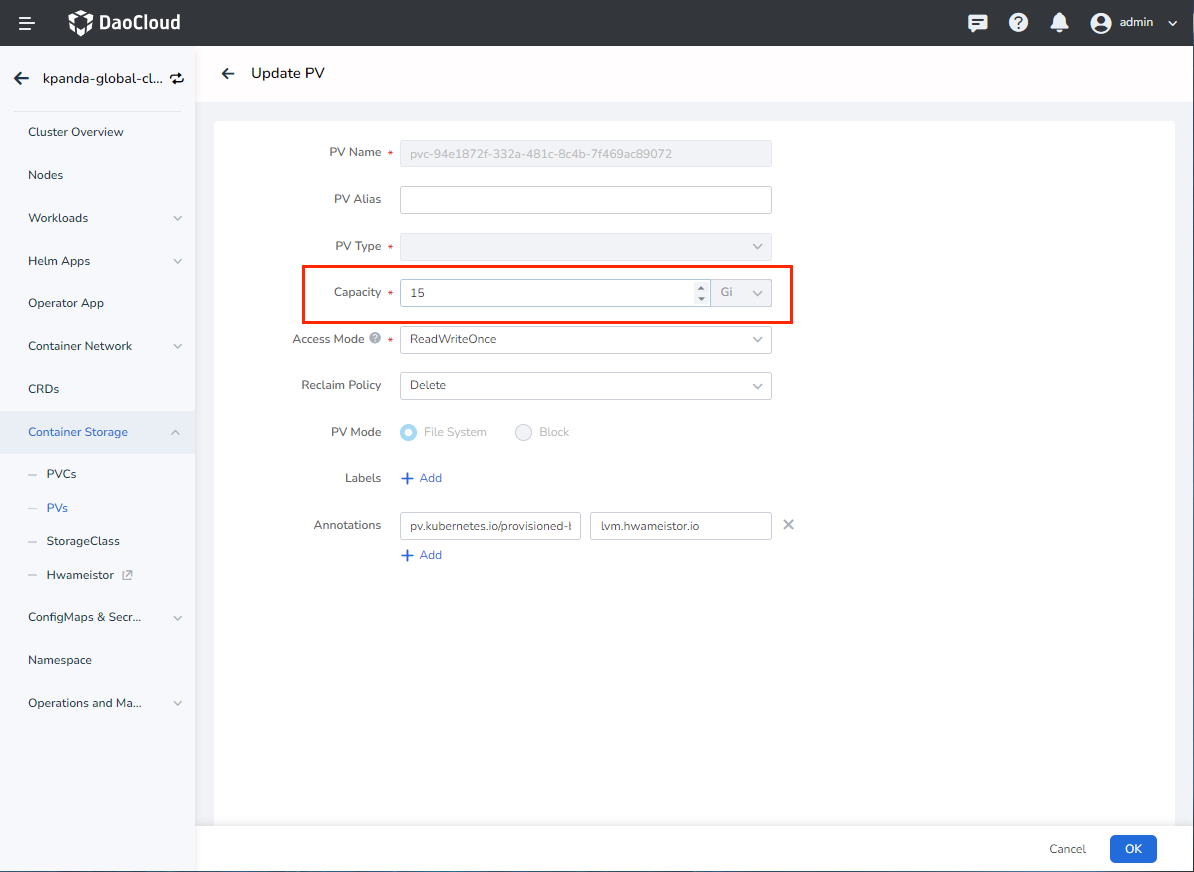 DaoCloud
admin
kpanda-global-cl...
Update PV
Cluster Overview
Nodes
Workloads
Helm Apps
Operator App
Container Network
CRDs
Container Storage
PVCs
PVs
StorageClass
Hwameistor
ConfigMaps & Secr...
Namespace
Operations and Ma...
PV Name * pvc-94e1872f-332a-481c-8c4b-7f469ac89072
PV Alias
PV Type *
Capacity * 15 Gi
Access Mode ? * ReadWriteOnce
Reclaim Policy Delete
PV Mode File System Block
Labels + Add
Annotations pv.kubernetes.io/provisioned-b lvm.hwameistor.io
+ Add
Cancel OK